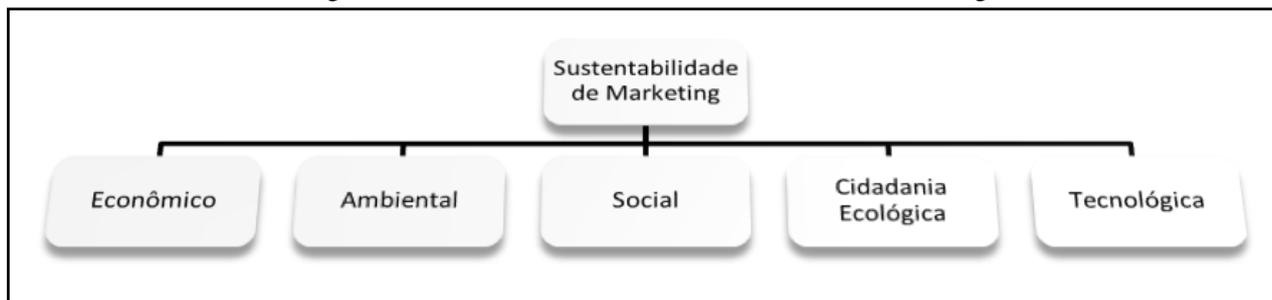 Sustentabilidade
de Marketing
Econômico
Ambiental
Social
Cidadania
Ecológica
Tecnológica